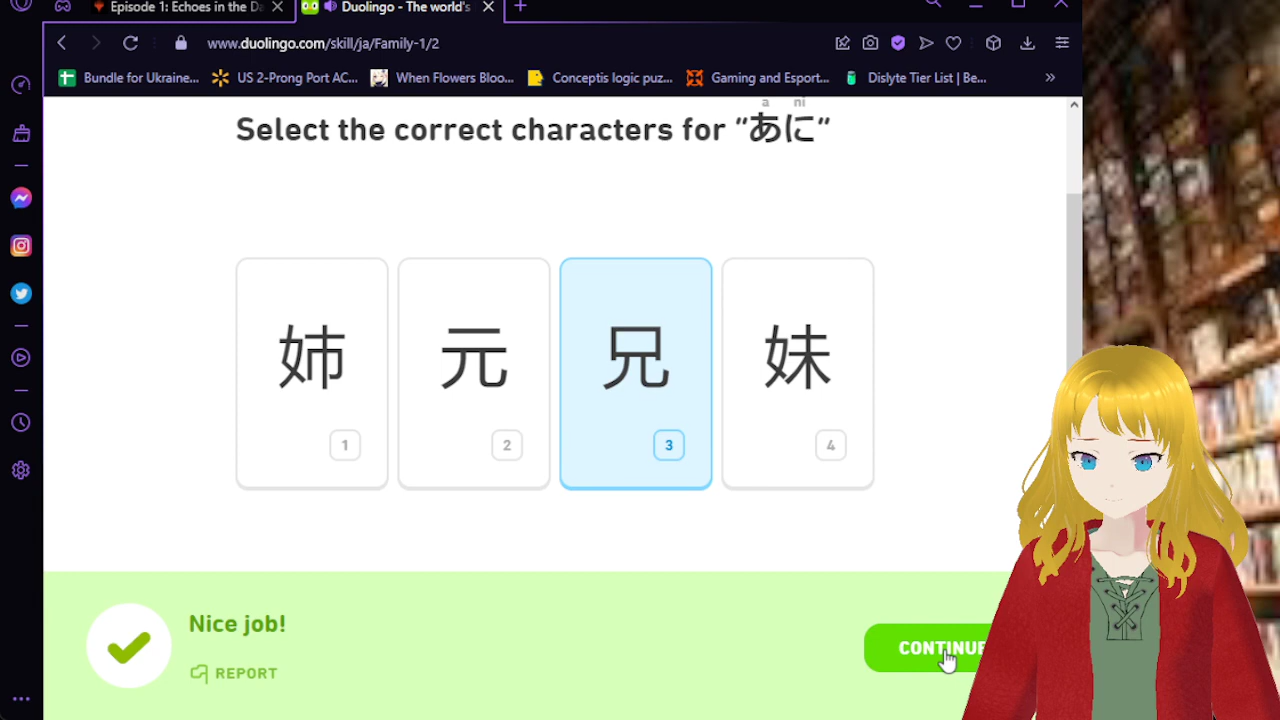 Episode 1: Echoes in the Da
Duolingo - The world's
www.duolingo.com/skill/ja/Family-1/2
Bundle for Ukraine...
US 2-Prong Port AC...
When Flowers Bloo...
Conceptis logic puz...
Gaming and Esport...
Dislyte Tier List | Be...
a ni
Select the correct characters for "あに"
姉 元 兄 妹
1 2 3 4
Nice job!
REPORT
CONTINUE